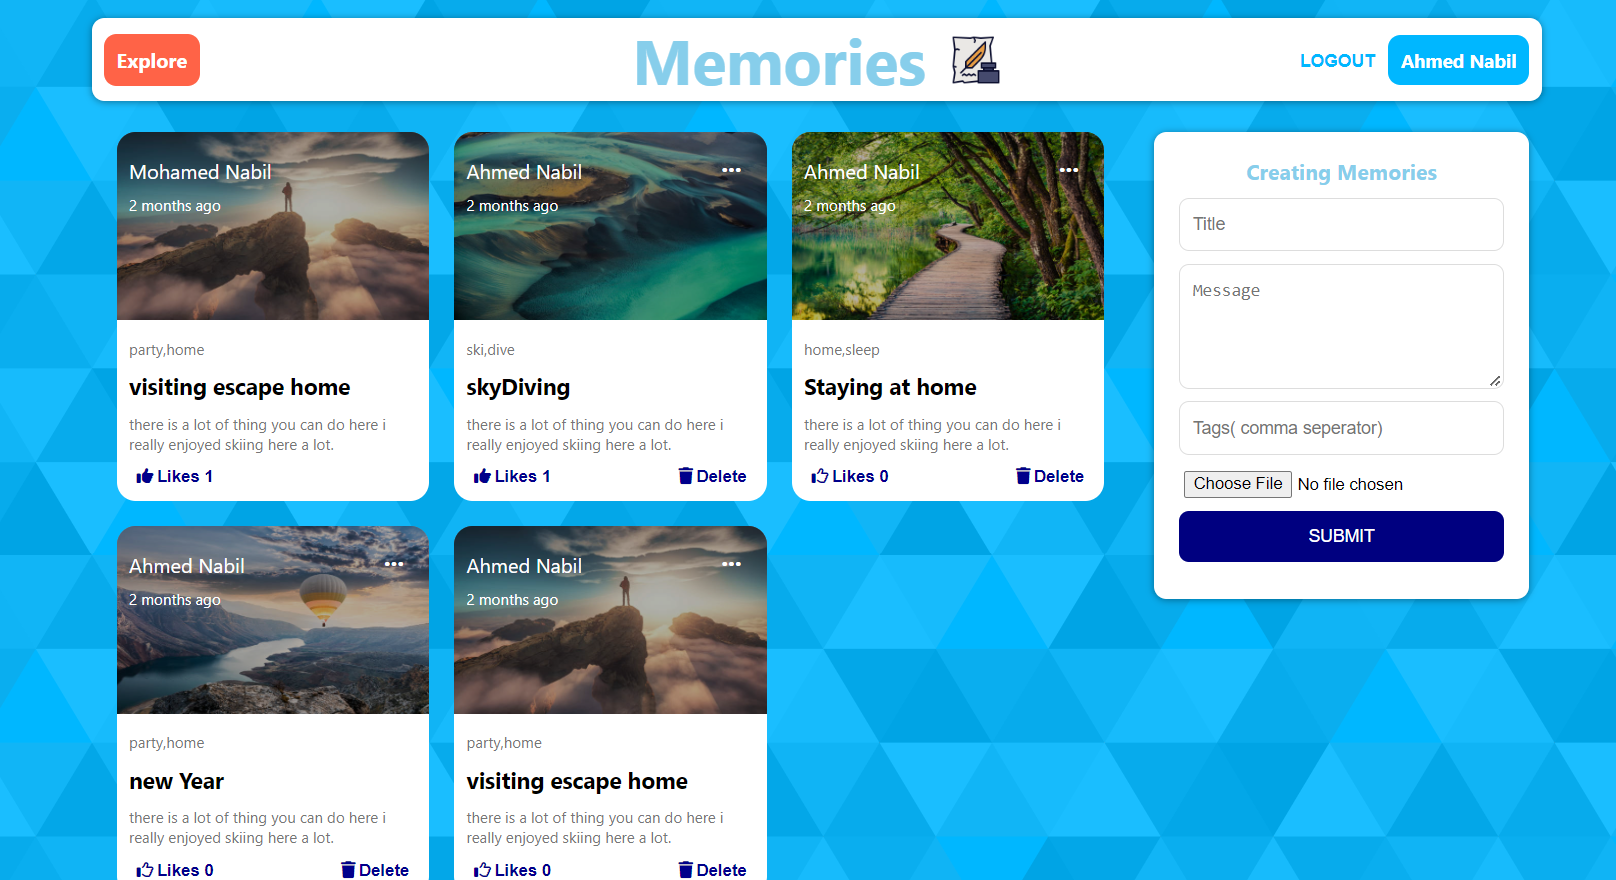 Explore
Memories
LOGOUT
Ahmed Nabil
Mohamed Nabil
2 months ago
party,home
visiting escape home
there is a lot of thing you can do here i
really enjoyed skiing here a lot.
Likes 1
Ahmed Nabil
2 months ago
ski,dive
skyDiving
there is a lot of thing you can do here i
really enjoyed skiing here a lot.
Likes 1
Delete
Ahmed Nabil
2 months ago
home,sleep
Staying at home
there is a lot of thing you can do here i
really enjoyed skiing here a lot.
Likes 0
Delete
Ahmed Nabil
2 months ago
party,home
new Year
there is a lot of thing you can do here i
really enjoyed skiing here a lot.
Likes 0
Delete
Ahmed Nabil
2 months ago
party,home
visiting escape home
there is a lot of thing you can do here i
really enjoyed skiing here a lot.
Likes 0
Delete
Creating Memories
Title
Message
Tags( comma seperator)
Choose File No file chosen
SUBMIT